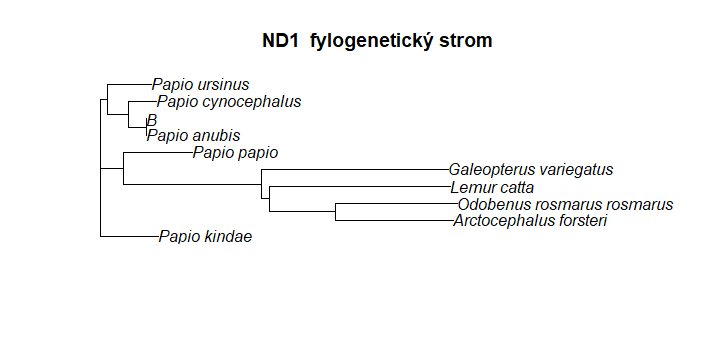 ND1 fylogenetický strom
Papio ursinus
Papio cynocephalus
B
Papio anubis
Papio papio
Galeopterus variegatus
Lemur catta
Odobenus rosmarus rosmarus
Arctocephalus forsteri
Papio kindae